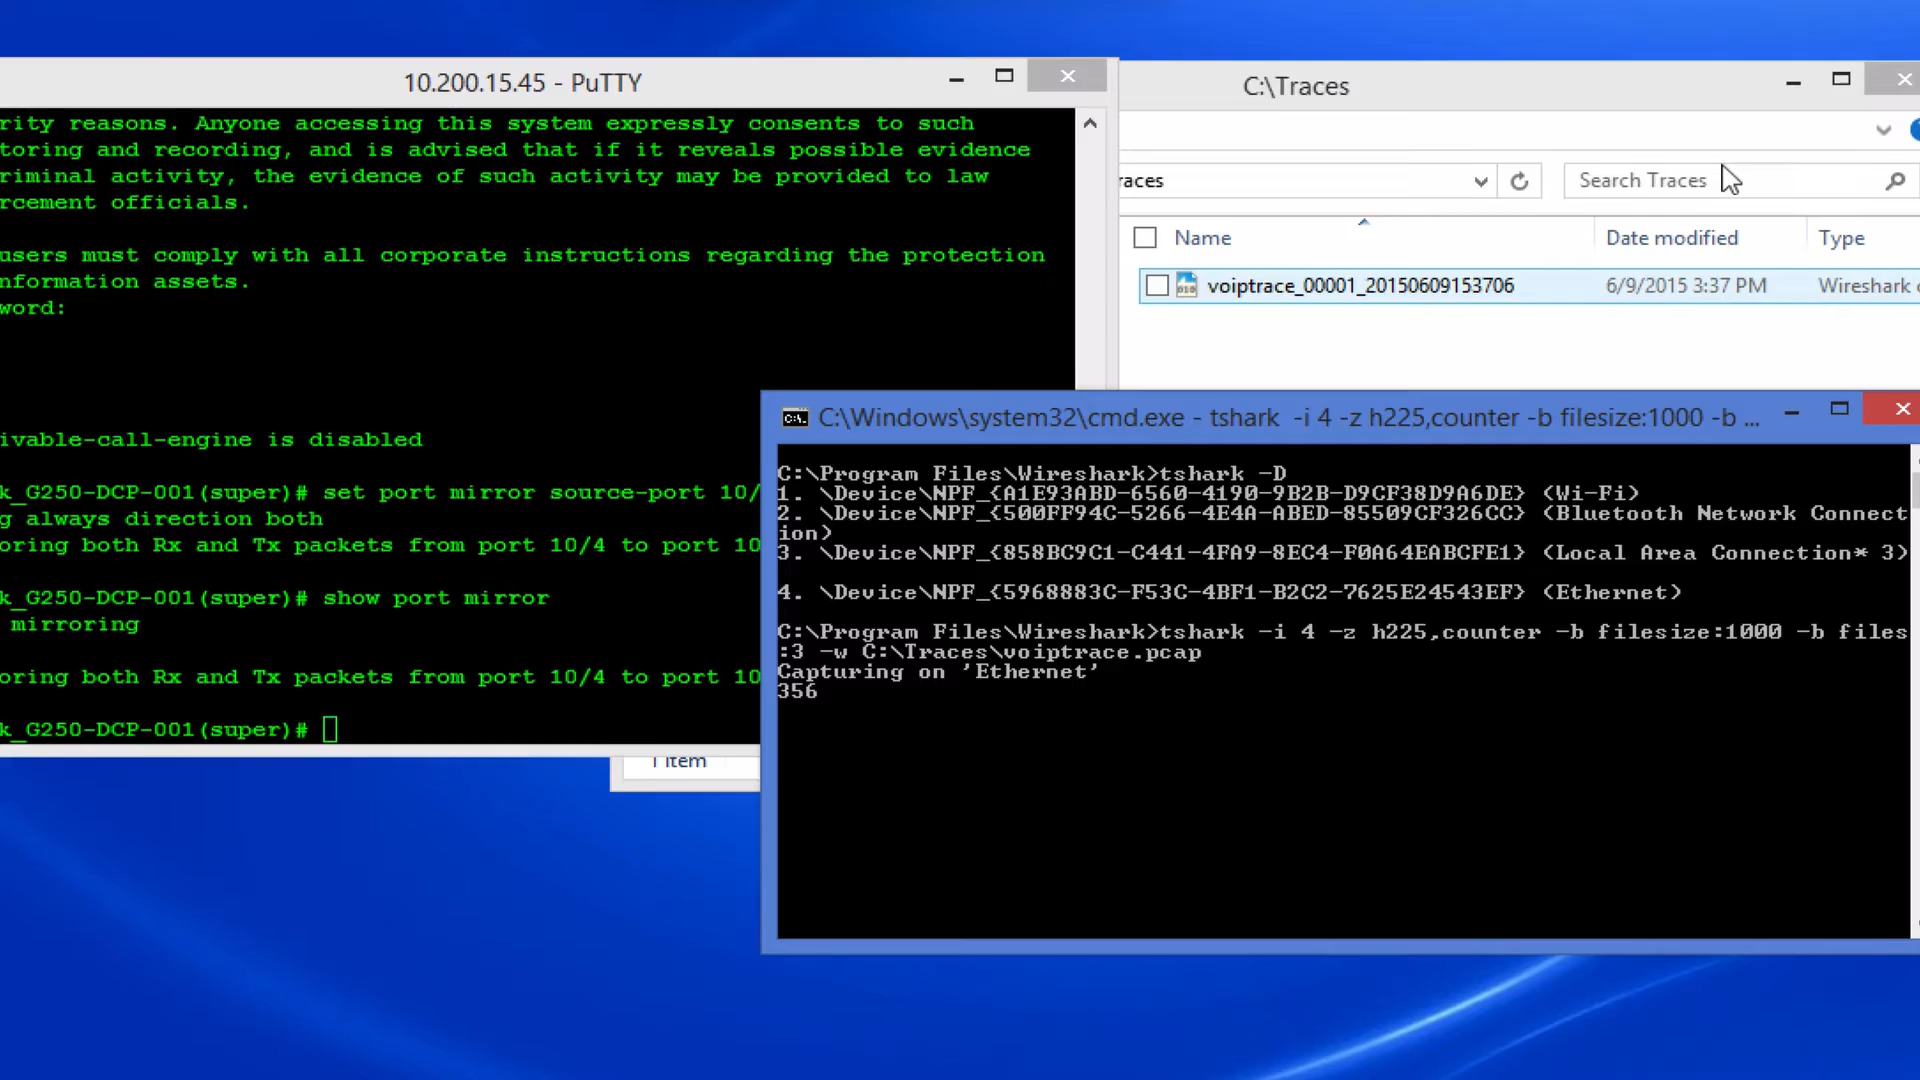 10.200.15.45 - PuTTY
rity reasons. Anyone accessing this system expressly consents to such
toring and recording, and is advised that if it reveals possible evidence
riminal activity, the evidence of such activity may be provided to law
rcement officials.
users must comply with all corporate instructions regarding the protection
nformation assets.
word:
ivable-call-engine is disabled
k_G250-DCP-001(super)# set port mirror source-port 10/
g always direction both
oring both Rx and Tx packets from port 10/4 to port 10
k_G250-DCP-001(super)# show port mirror
mirroring
oring both Rx and Tx packets from port 10/4 to port 10
k_G250-DCP-001(super)#
1 item
C:\Traces
races
Search Traces
Name Date modified Type
voiptrace_00001_20150609153706 6/9/2015 3:37 PM Wireshark c
C:\Windows\system32\cmd.exe - tshark -i 4 -z h225,counter -b filesize:1000 -b ...
C:\Program Files\Wireshark>tshark -D
1. \Device\NPF_{A1E93ABD-6560-4190-9B2B-D9CF38D9A6DE} (Wi-Fi)
2. \Device\NPF_{500FF94C-5266-4E4A-ABED-85509CF326CC} (Bluetooth Network Connect
ion)
3. \Device\NPF_{858BC9C1-C441-4FA9-8EC4-F0A64EABCFE1} (Local Area Connection* 3)
4. \Device\NPF_{5968883C-F53C-4BF1-B2C2-7625E24543EF} (Ethernet)
C:\Program Files\Wireshark>tshark -i 4 -z h225,counter -b filesize:1000 -b files
:3 -w C:\Traces\voiptrace.pcap
Capturing on 'Ethernet'
356